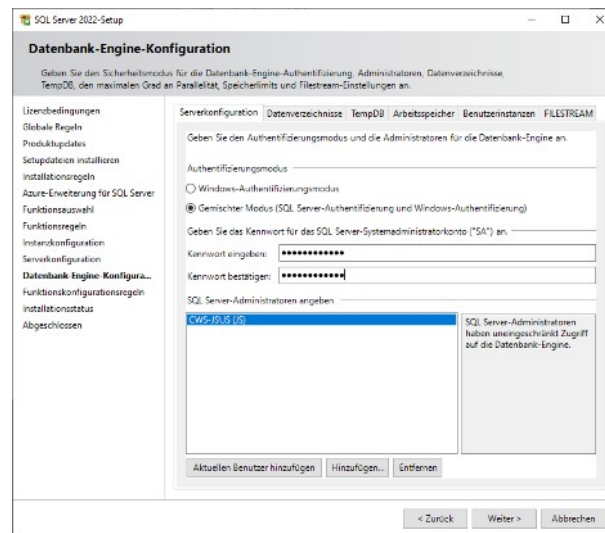 SQL Server 2022-Setup
Datenbank-Engine-Konfiguration
Geben Sie den Sicherheitsmodus für die Datenbank-Engine-Authentifizierung, Administratoren, Datenverzeichnisse,
TempDB, den maximalen Grad an Parallelität, Speicherlimits und Filestream-Einstellungen an.
Lizenzbedingungen
Globale Regeln
Produktupdates
Setupdateien installieren
Installationsregeln
Azure-Erweiterung für SQL Server
Funktionsauswahl
Funktionsregeln
Instanzkonfiguration
Serverkonfiguration
Datenbank-Engine-Konfigura...
Funktionskonfigurationsregeln
Installationsstatus
Abgeschlossen
Serverkonfiguration Datenverzeichnisse TempDB Arbeitsspeicher Benutzerinstanzen FILESTREAM
Geben Sie den Authentifizierungsmodus und die Administratoren für die Datenbank-Engine an.
Authentifizierungsmodus
Windows-Authentifizierungsmodus
Gemischter Modus (SQL Server-Authentifizierung und Windows-Authentifizierung)
Geben Sie das Kennwort für das SQL Server-Systemadministratorkonto ("SA") an.
Kennwort eingeben: ••••••••••••
Kennwort bestätigen: ••••••••••••
SQL Server-Administratoren angeben
CWS-JSUS (JS)
SQL Server-Administratoren
haben uneingeschränkt Zugriff
auf die Datenbank-Engine.
Aktuellen Benutzer hinzufügen Hinzufügen... Entfernen
< Zurück Weiter > Abbrechen